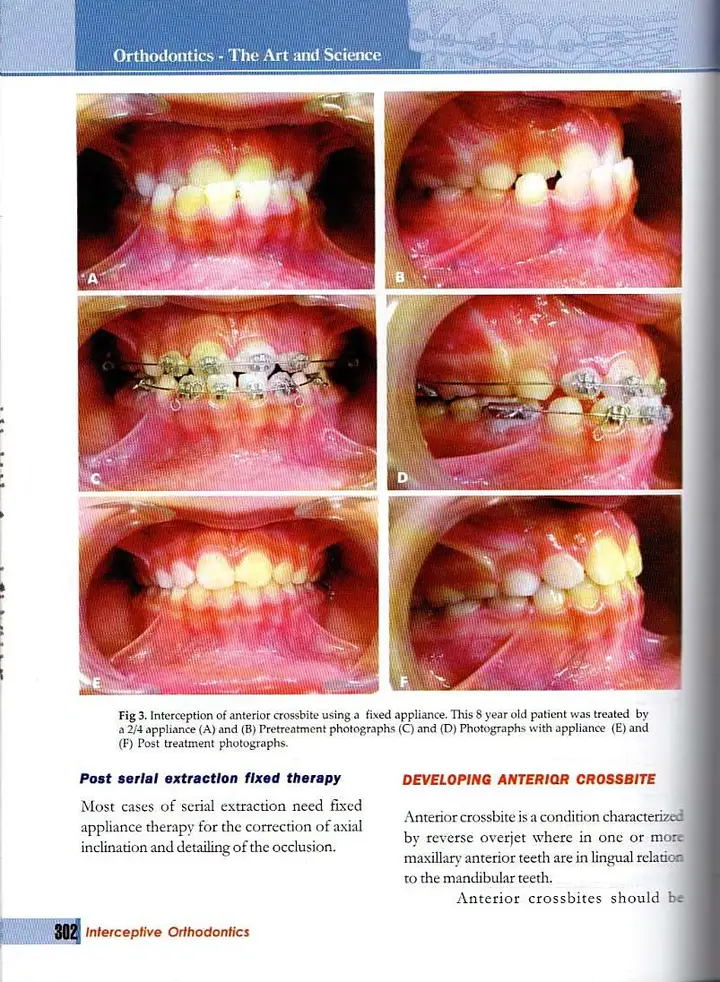 Orthodontics - The Art and Science
A
B
C
D
E
F
Fig 3. Interception of anterior crossbite using a fixed appliance. This 8 year old patient was treated by
a 2/4 appliance (A) and (B) Pretreatment photographs (C) and (D) Photographs with appliance (E) and
(F) Post treatment photographs.
Post serial extraction fixed therapy
Most cases of serial extraction need fixed
appliance therapy for the correction of axial
inclination and detailing of the occlusion.
DEVELOPING ANTERIOR CROSSBITE
Anterior crossbite is a condition characterized
by reverse overjet where in one or more
maxillary anterior teeth are in lingual relation
to the mandibular teeth.
Anterior crossbites should be
302 Interceptive Orthodontics